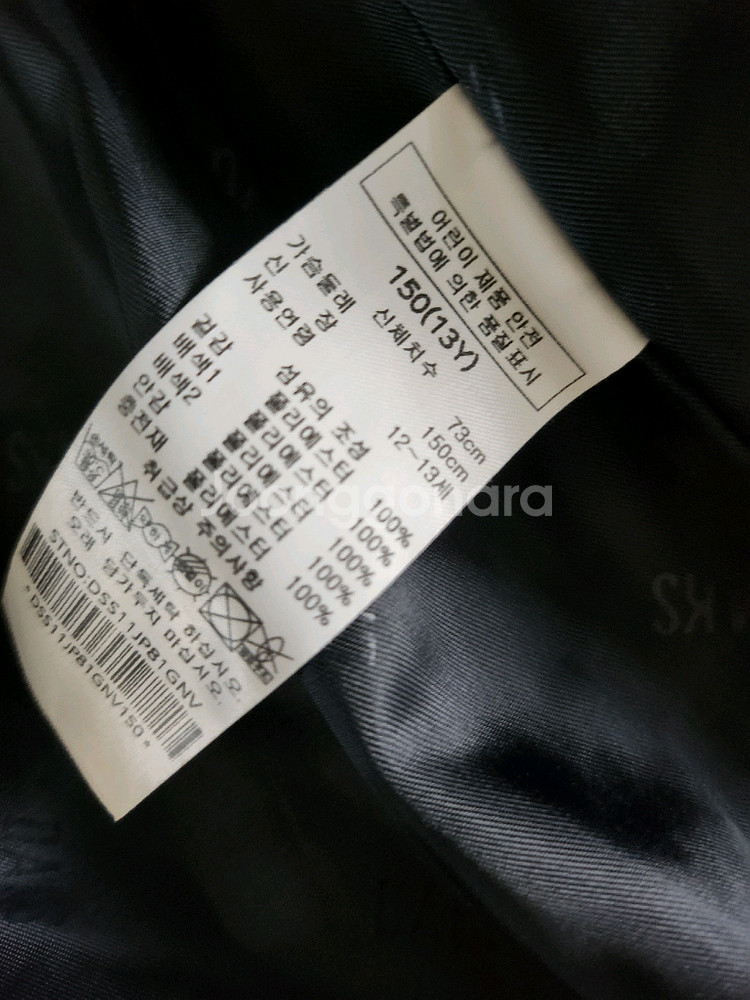 어린이 제품 안전
특별법에 의한 품질표시
150(13Y)
신체치수
가슴둘레 73cm
신 장 150cm
사용연령 12~13세
섬유의 조성
겉감 폴리에스터 100%
배색1 폴리에스터 100%
배색2 폴리에스터 100%
안감 폴리에스터 100%
충전재 폴리에스터 100%
취급상 주의사항
반드시 단독세탁 하십시오.
오래 담가두지 마십시오.
STNO:DSS11JP81GNV
*DSS11JP81GNV150*
Joongaonara
KS